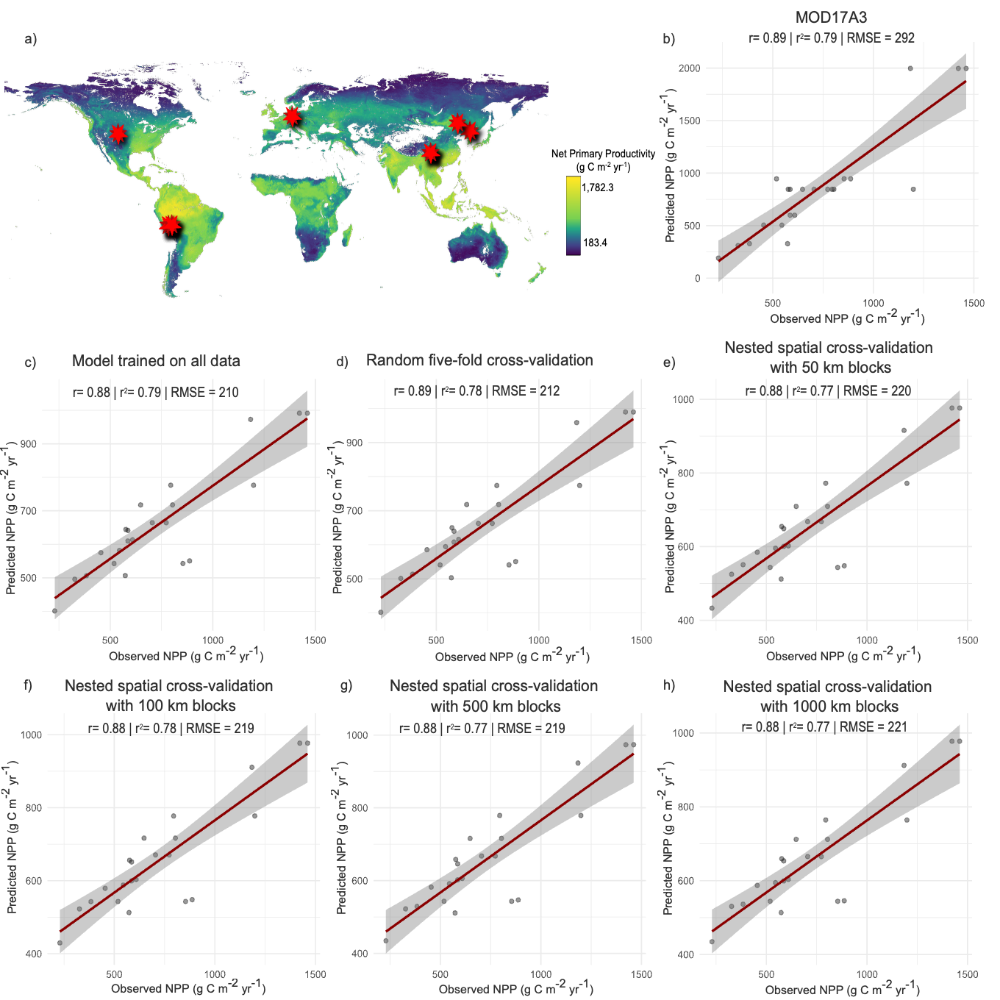 a)
Net Primary Productivity
(g C m-2 yr-1)
1,782.3
183.4
MOD17A3
b)
r= 0.89 | r2= 0.79 | RMSE = 292
Predicted NPP (g C m-2 yr-1)
2000
1500
1000
500
0
500
1000
1500
Observed NPP (g C m-2 yr-1)
c)
Model trained on all data
r= 0.88 | r2= 0.79 | RMSE = 210
Predicted NPP (g C m-2 yr-1)
900
700
500
500
1000
1500
Observed NPP (g C m-2 yr-1)
d)
Random five-fold cross-validation
r= 0.89 | r2= 0.78 | RMSE = 212
Predicted NPP (g C m-2 yr-1)
900
700
500
500
1000
1500
Observed NPP (g C m-2 yr-1)
e)
Nested spatial cross-validation
with 50 km blocks
r= 0.88 | r2= 0.77 | RMSE = 220
Predicted NPP (g C m-2 yr-1)
1000
800
600
400
500
1000
1500
Observed NPP (g C m-2 yr-1)
f)
Nested spatial cross-validation
with 100 km blocks
r= 0.88 | r2= 0.78 | RMSE = 219
Predicted NPP (g C m-2 yr-1)
1000
800
600
400
500
1000
1500
Observed NPP (g C m-2 yr-1)
g)
Nested spatial cross-validation
with 500 km blocks
r= 0.88 | r2= 0.77 | RMSE = 219
Predicted NPP (g C m-2 yr-1)
1000
800
600
400
500
1000
1500
Observed NPP (g C m-2 yr-1)
h)
Nested spatial cross-validation
with 1000 km blocks
r= 0.88 | r2= 0.77 | RMSE = 221
Predicted NPP (g C m-2 yr-1)
1000
800
600
400
500
1000
1500
Observed NPP (g C m-2 yr-1)